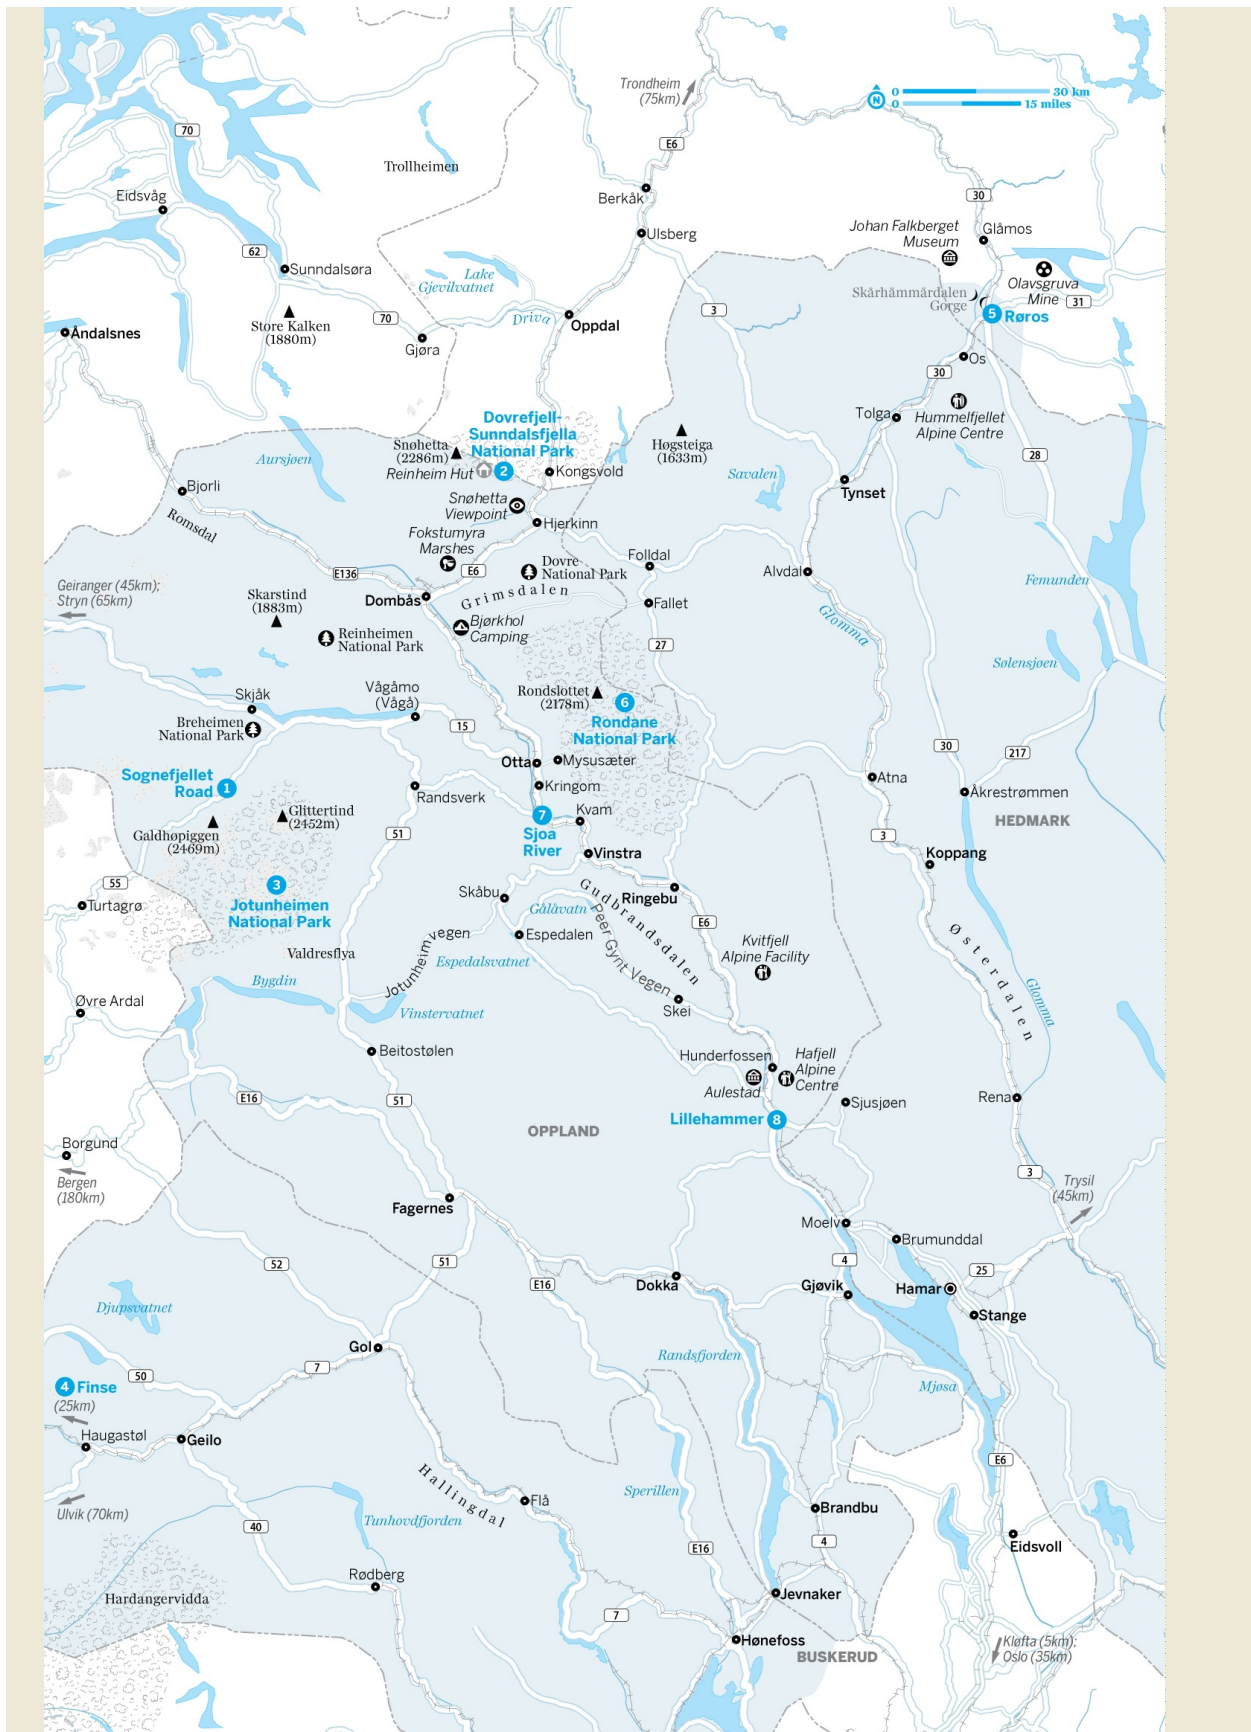 Trondheim
(75km)
0
30 km
N
0
15 miles
70
E6
Trollheimen
Eidsvåg
Berkåk
30
Johan Falkberget
Museum
Glåmos
Ulsberg
62
Sunndalsøra
Lake
Gjevilvatnet
Olavsgruva
Mine
Skårhåmmårdalen
Gorge
31
Store Kalken
(1880m)
70
Driva
Oppdal
3
5 Røros
Åndalsnes
Gjøra
Os
30
Tolga
Hummelfjellet
Alpine Centre
Dovrefjell-
Sunndalsfjella
National Park
Snøhetta
(2286m)
Reinheim Hut
2
Kongsvold
Høgsteiga
(1633m)
28
Aursjøen
Savalen
Bjorli
Tynset
Snøhetta
Viewpoint
Romsdal
Hjerkinn
Fokstumyra
Marshes
Folldal
E136
E6
Dovre
National Park
Alvdal
Femunden
Geiranger (45km);
Stryn (65km)
Skarstind
(1883m)
Dombås
Grimsdalen
Fallet
Glomma
Bjørkhol
Camping
Reinheimen
National Park
27
Sølensjøen
Skjåk
Vågåmo
(Vågå)
Rondslottet
(2178m)
6
Rondane
National Park
Breheimen
National Park
15
30
217
Otta
Mysusæter
Sognefjellet
Road
1
Randsverk
Kringom
Atna
Åkrestrømmen
Glittertind
(2452m)
7
Sjoa
River
Kvam
HEDMARK
Galdhøpiggen
(2469m)
51
3
Vinstra
Koppang
55
3
Jotunheimen
National Park
Turtagrø
Skåbu
Ringebu
Gudbrandsdalen
Gålåvatn
E6
Espedalen
Peer Gynt Vegen
Østerdalen
Kvitfjell
Alpine Facility
Valdresflya
Jotunheimvegen
Espedalsvatnet
Bygdin
Glomma
Øvre Ardal
Vinstervatnet
Skei
Beitostølen
Hunderfossen
Hafjell
Alpine
Centre
Aulestad
E16
51
Sjusjøen
Rena
Lillehammer 8
OPPLAND
Borgund
Bergen
(180km)
3
Trysil
(45km)
Fagernes
Moelv
Brumunddal
52
51
4
25
E16
Dokka
Gjøvik
Hamar
Djupsvatnet
Stange
Gol
Randsfjorden
7
50
4 Finse
(25km)
Mjøsa
Haugastøl
Geilo
E6
Hallingdal
Sperillen
Ulvik (70km)
Flå
Brandbu
Tunhovdfjorden
40
4
Eidsvoll
E16
Rødberg
Jevnaker
Hardangervidda
7
Hønefoss
BUSKERUD
Kløfta (5km);
Oslo (35km)